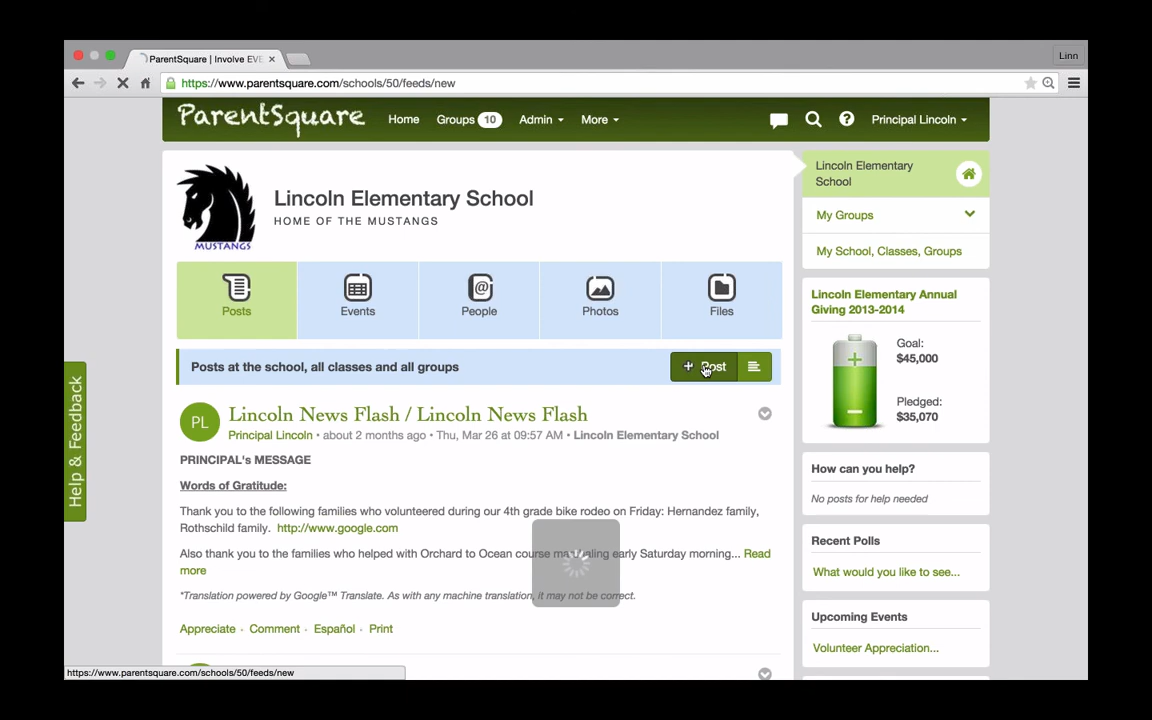 ParentSquare | Involve EVE
Linn
https://www.parentsquare.com/schools/50/feeds/new
ParentSquare Home Groups 10 Admin More Principal Lincoln
MUSTANGS
Lincoln Elementary School
HOME OF THE MUSTANGS
Posts Events People Photos Files
Posts at the school, all classes and all groups
+ Post
PL
Lincoln News Flash / Lincoln News Flash
Principal Lincoln • about 2 months ago • Thu, Mar 26 at 09:57 AM • Lincoln Elementary School
PRINCIPAL's MESSAGE
Words of Gratitude:
Thank you to the following families who volunteered during our 4th grade bike rodeo on Friday: Hernandez family,
Rothschild family. http://www.google.com
Also thank you to the families who helped with Orchard to Ocean course early Saturday morning... Read
more
*Translation powered by Google™ Translate. As with any machine translation, it may not be correct.
Appreciate · Comment · Español · Print
Lincoln Elementary
School
My Groups
My School, Classes, Groups
Lincoln Elementary Annual
Giving 2013-2014
Goal:
$45,000
Pledged:
$35,070
How can you help?
No posts for help needed
Recent Polls
What would you like to see...
Upcoming Events
Volunteer Appreciation...
Help & Feedback
https://www.parentsquare.com/schools/50/feeds/new